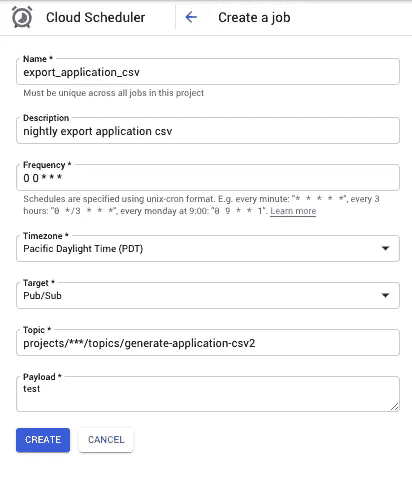 Cloud Scheduler
Create a job
Name *
export_application_csv
Must be unique across all jobs in this project
Description
nightly export application csv
Frequency *
0 0 * * *
Schedules are specified using unix-cron format. E.g. every minute: "* * * * *", every 3
hours: "0 */3 * * *", every monday at 9:00: "0 9 * * 1". Learn more
Timezone *
Pacific Daylight Time (PDT)
Target *
Pub/Sub
Topic *
projects/***/topics/generate-application-csv2
Payload *
test
CREATE
CANCEL